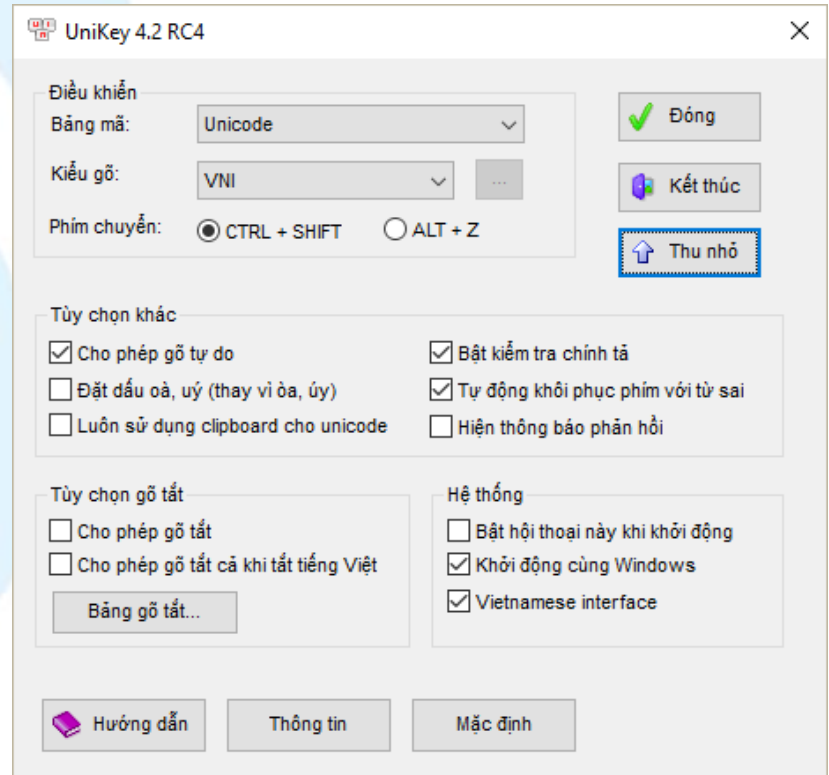 UniKey 4.2 RC4
Điều khiển
Bảng mã: Unicode
Đóng
Kiểu gõ: VNI ...
Kết thúc
Phím chuyển: CTRL + SHIFT ALT + Z
Thu nhỏ
Tùy chọn khác
Cho phép gõ tự do
Bật kiểm tra chính tả
Đặt dấu oà, uý (thay vì òa, úy)
Tự động khôi phục phím với từ sai
Luôn sử dụng clipboard cho unicode
Hiện thông báo phản hồi
Tùy chọn gõ tắt
Cho phép gõ tắt
Cho phép gõ tắt cả khi tắt tiếng Việt
Bảng gõ tắt...
Hệ thống
Bật hội thoại này khi khởi động
Khởi động cùng Windows
Vietnamese interface
Hướng dẫn
Thông tin
Mặc định